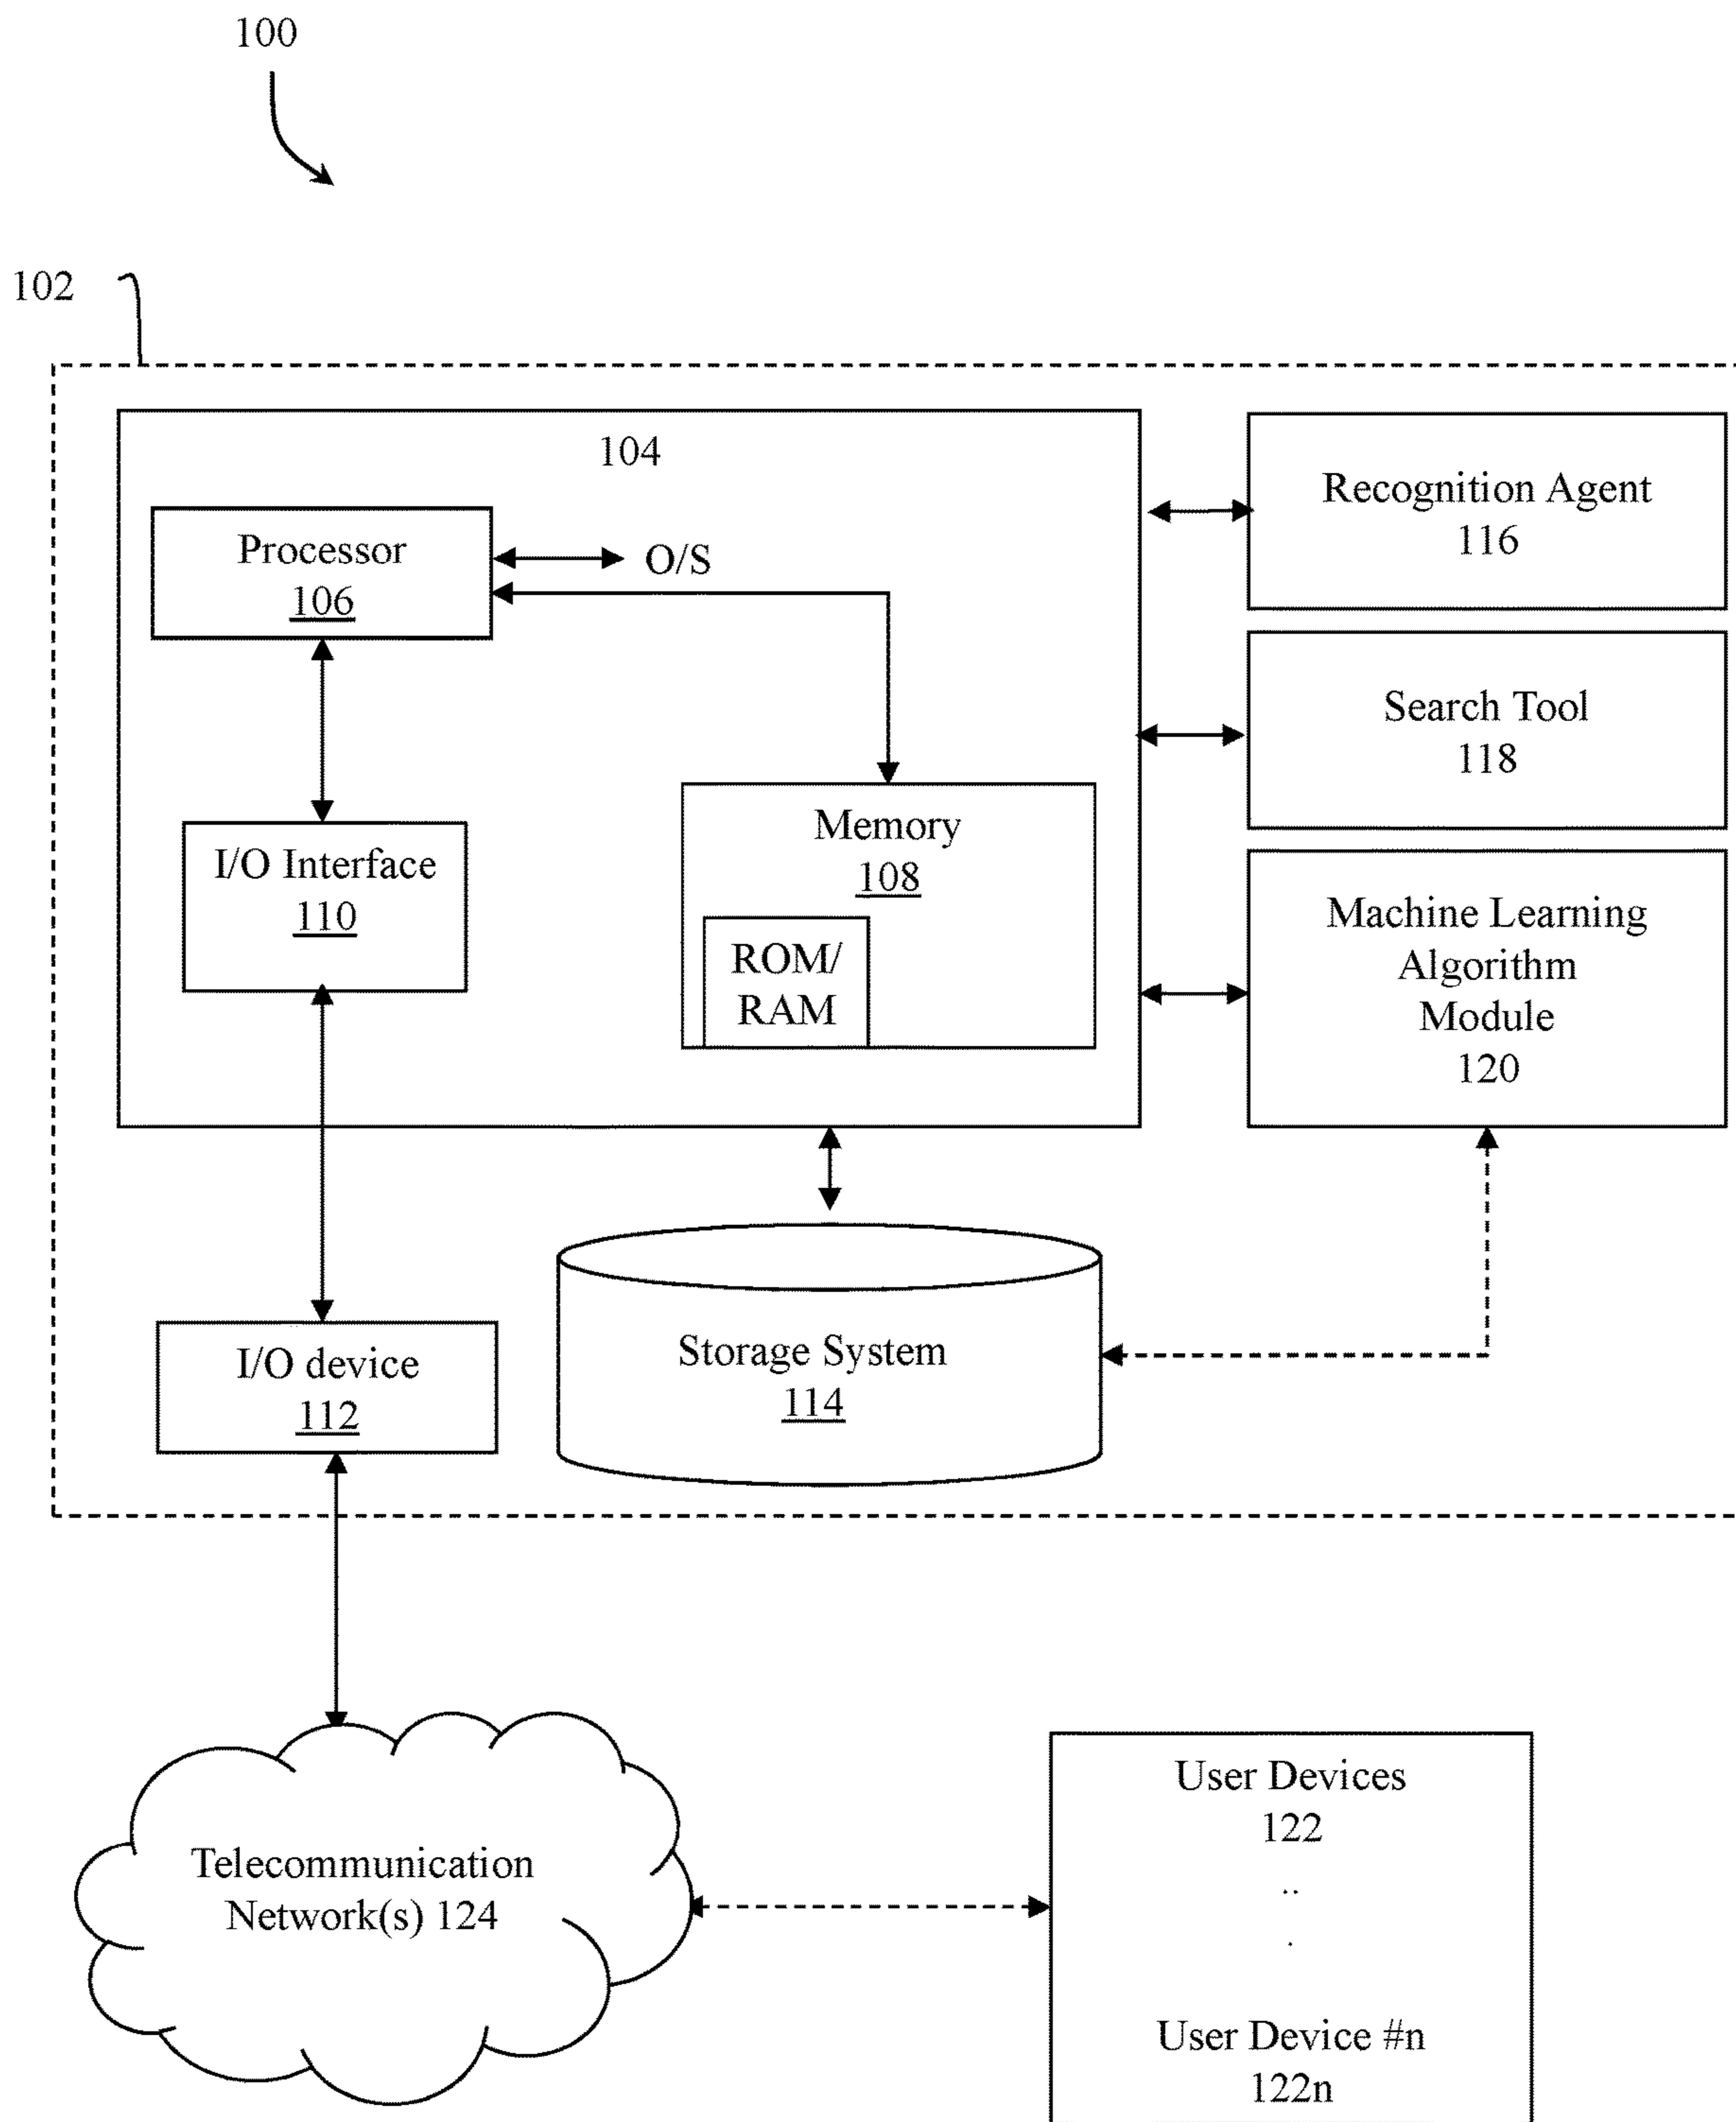 100
102
104
Processor
106
O/S
I/O Interface
110
Memory
108
ROM/
RAM
Recognition Agent
116
Search Tool
118
Machine Learning
Algorithm
Module
120
I/O device
112
Storage System
114
Telecommunication
Network(s) 124
User Devices
122
..
.
User Device #n
122n